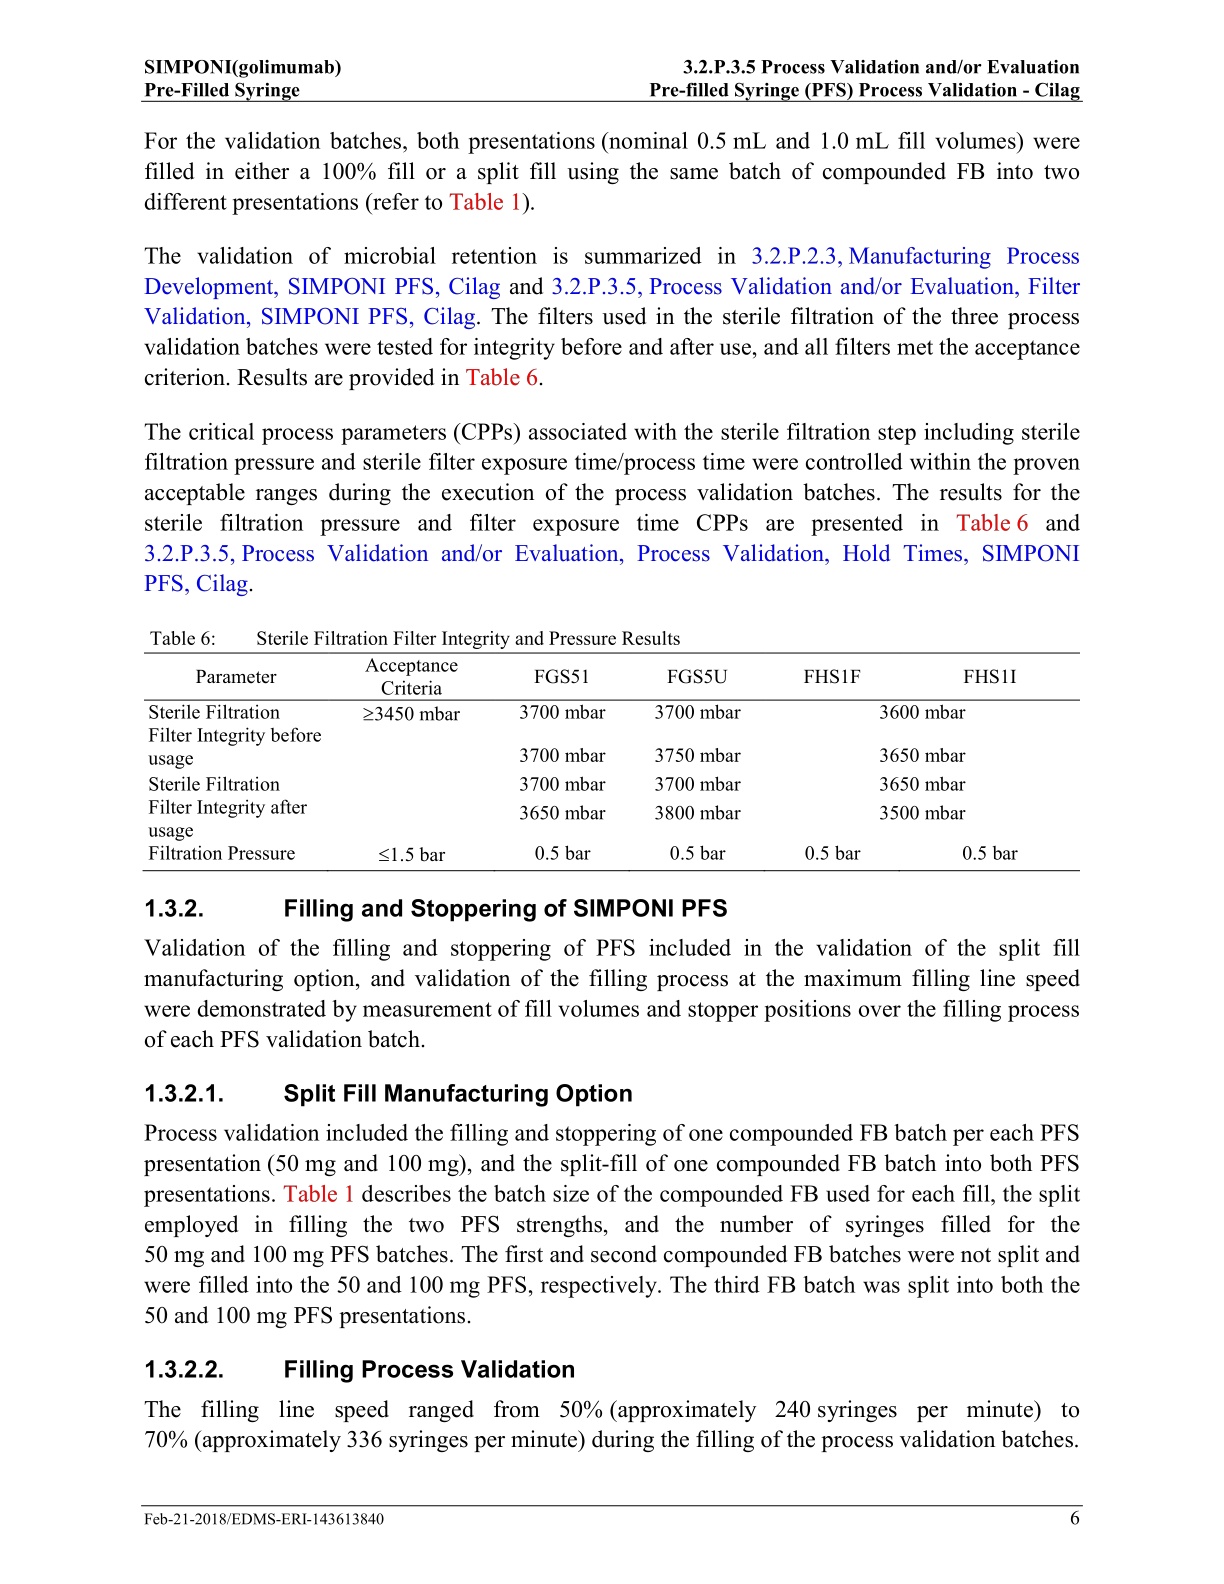 SIMPONI(golimumab) 3.2.P.3.5 Process Validation and/or Evaluation
Pre-Filled Syringe Pre-filled Syringe (PFS) Process Validation - Cilag
For the validation batches, both presentations (nominal 0.5 mL and 1.0 mL fill volumes) were
filled in either a 100% fill or a split fill using the same batch of compounded FB into two
different presentations (refer to Table 1).
The validation of microbial retention is summarized in 3.2.P.2.3, Manufacturing Process
Development, SIMPONI PFS, Cilag and 3.2.P.3.5, Process Validation and/or Evaluation, Filter
Validation, SIMPONI PFS, Cilag. The filters used in the sterile filtration of the three process
validation batches were tested for integrity before and after use, and all filters met the acceptance
criterion. Results are provided in Table 6.
The critical process parameters (CPPs) associated with the sterile filtration step including sterile
filtration pressure and sterile filter exposure time/process time were controlled within the proven
acceptable ranges during the execution of the process validation batches. The results for the
sterile filtration pressure and filter exposure time CPPs are presented in Table 6 and
3.2.P.3.5, Process Validation and/or Evaluation, Process Validation, Hold Times, SIMPONI
PFS, Cilag.
Table 6: Sterile Filtration Filter Integrity and Pressure Results
Parameter Acceptance Criteria FGS51 FGS5U FHS1F FHS1I
Sterile Filtration ≥3450 mbar 3700 mbar 3700 mbar 3600 mbar
Filter Integrity before
usage 3700 mbar 3750 mbar 3650 mbar
Sterile Filtration 3700 mbar 3700 mbar 3650 mbar
Filter Integrity after 3650 mbar 3800 mbar 3500 mbar
usage
Filtration Pressure ≤1.5 bar 0.5 bar 0.5 bar 0.5 bar 0.5 bar
1.3.2. Filling and Stoppering of SIMPONI PFS
Validation of the filling and stoppering of PFS included in the validation of the split fill
manufacturing option, and validation of the filling process at the maximum filling line speed
were demonstrated by measurement of fill volumes and stopper positions over the filling process
of each PFS validation batch.
1.3.2.1. Split Fill Manufacturing Option
Process validation included the filling and stoppering of one compounded FB batch per each PFS
presentation (50 mg and 100 mg), and the split-fill of one compounded FB batch into both PFS
presentations. Table 1 describes the batch size of the compounded FB used for each fill, the split
employed in filling the two PFS strengths, and the number of syringes filled for the
50 mg and 100 mg PFS batches. The first and second compounded FB batches were not split and
were filled into the 50 and 100 mg PFS, respectively. The third FB batch was split into both the
50 and 100 mg PFS presentations.
1.3.2.2. Filling Process Validation
The filling line speed ranged from 50% (approximately 240 syringes per minute) to
70% (approximately 336 syringes per minute) during the filling of the process validation batches.
Feb-21-2018/EDMS-ERI-143613840 6